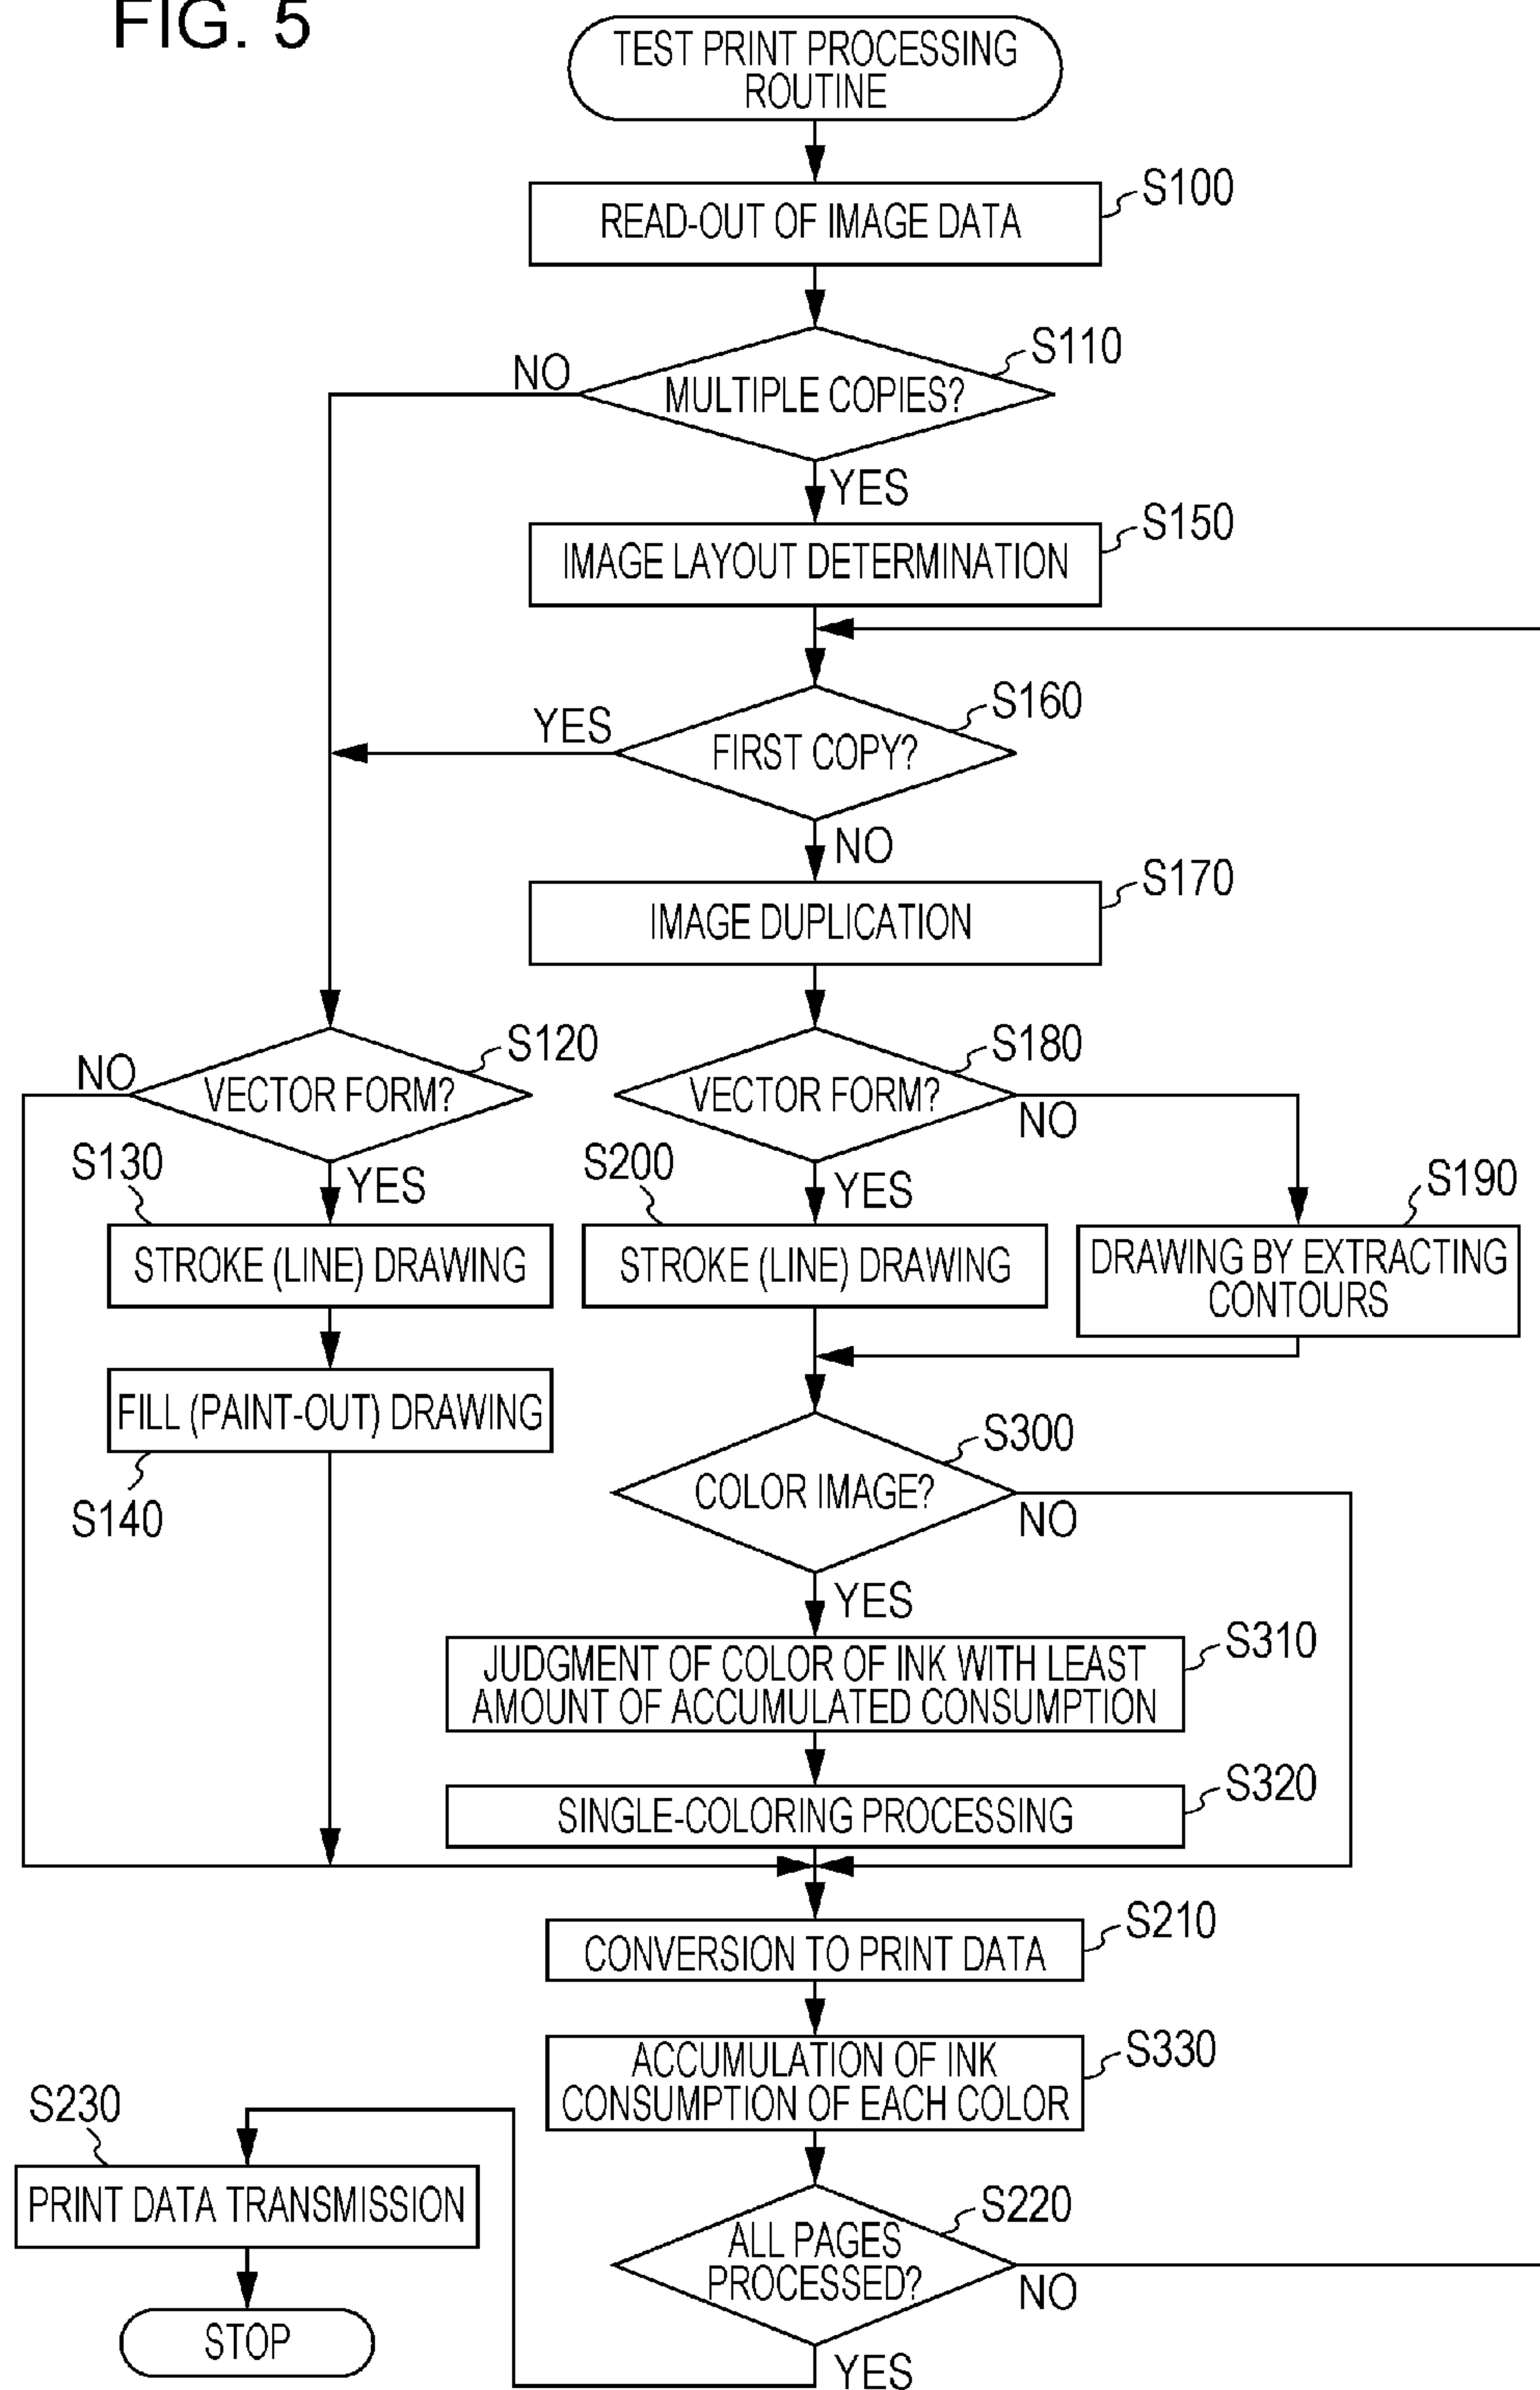 FIG. 5
TEST PRINT PROCESSING
ROUTINE
S100
READ-OUT OF IMAGE DATA
S110
NO
MULTIPLE COPIES?
YES
S150
IMAGE LAYOUT DETERMINATION
S160
YES
FIRST COPY?
NO
S170
IMAGE DUPLICATION
S120
S180
NO
VECTOR FORM?
VECTOR FORM?
NO
S130
YES
S200
YES
S190
STROKE (LINE) DRAWING
STROKE (LINE) DRAWING
DRAWING BY EXTRACTING
CONTOURS
FILL (PAINT-OUT) DRAWING
S140
S300
COLOR IMAGE?
NO
YES
S310
JUDGMENT OF COLOR OF INK WITH LEAST
AMOUNT OF ACCUMULATED CONSUMPTION
S320
SINGLE-COLORING PROCESSING
S210
CONVERSION TO PRINT DATA
S330
ACCUMULATION OF INK
CONSUMPTION OF EACH COLOR
S230
PRINT DATA TRANSMISSION
S220
ALL PAGES
PROCESSED?
NO
STOP
YES